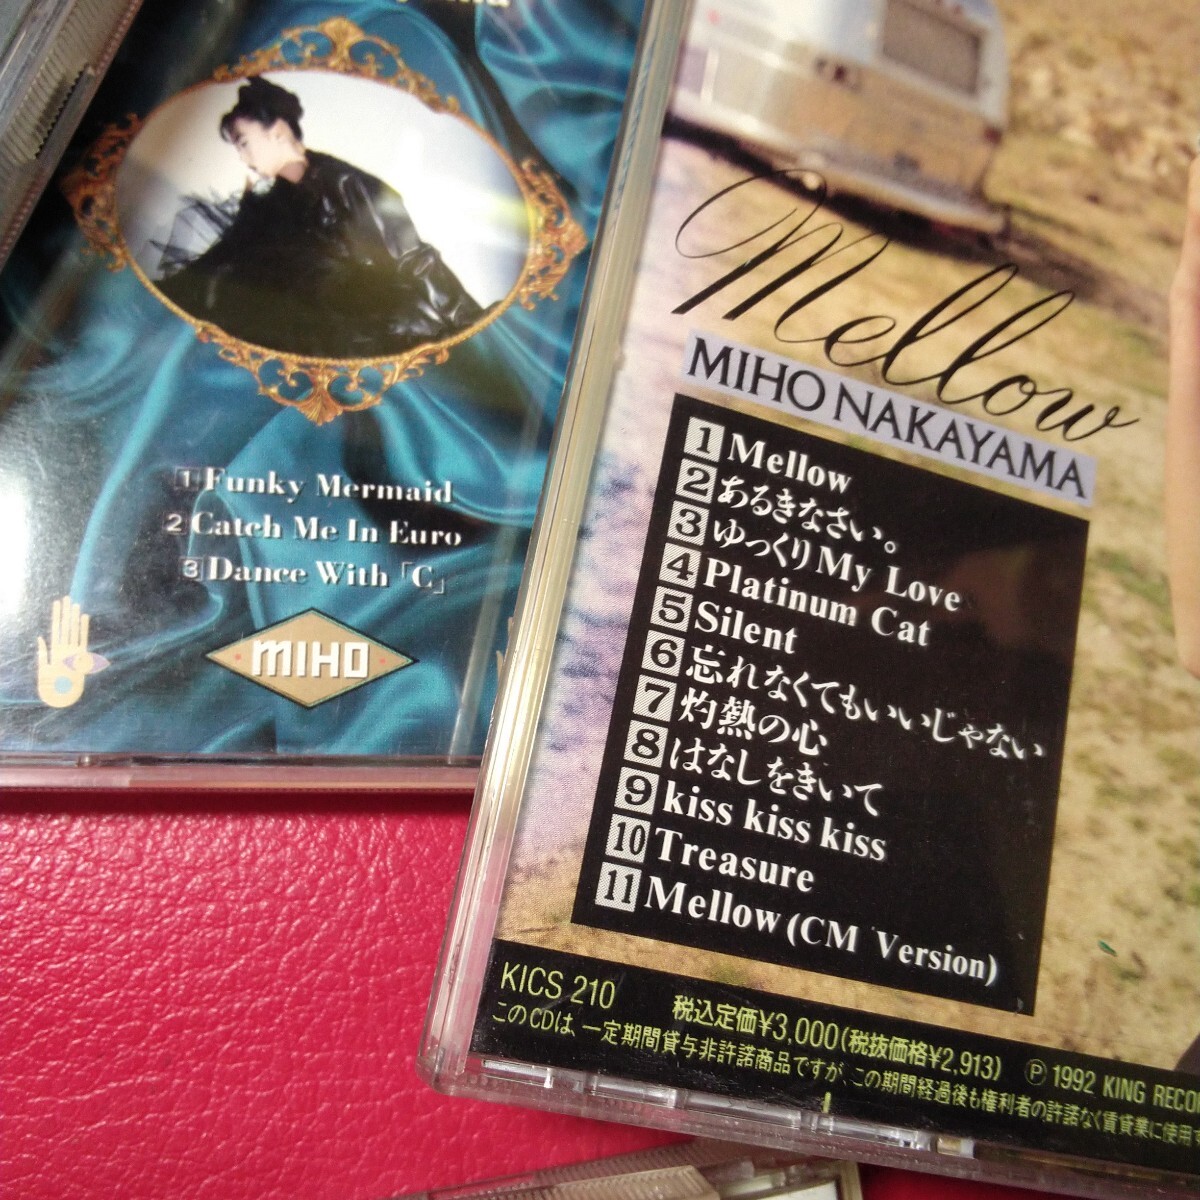 1 Funky Mermaid
2 Catch Me In Euro
3 Dance With「C」
MIHO
Mellow
MIHO NAKAYAMA
1 Mellow
2 あるきなさい。
3 ゆっくりMy Love
4 Platinum Cat
5 Silent
6 忘れなくてもいいじゃない
7 灼熱の心
8 はなしをきいて
9 kiss kiss kiss
10 Treasure
11 Mellow (CM Version)
KICS 210 税込定価¥3,000(税抜価格¥2,913) Ⓟ 1992 KING RECOR
このCDは、一定期間貸与非許諾商品ですが、この期間経過後も権利者の許諾なく賃貸業に使用す